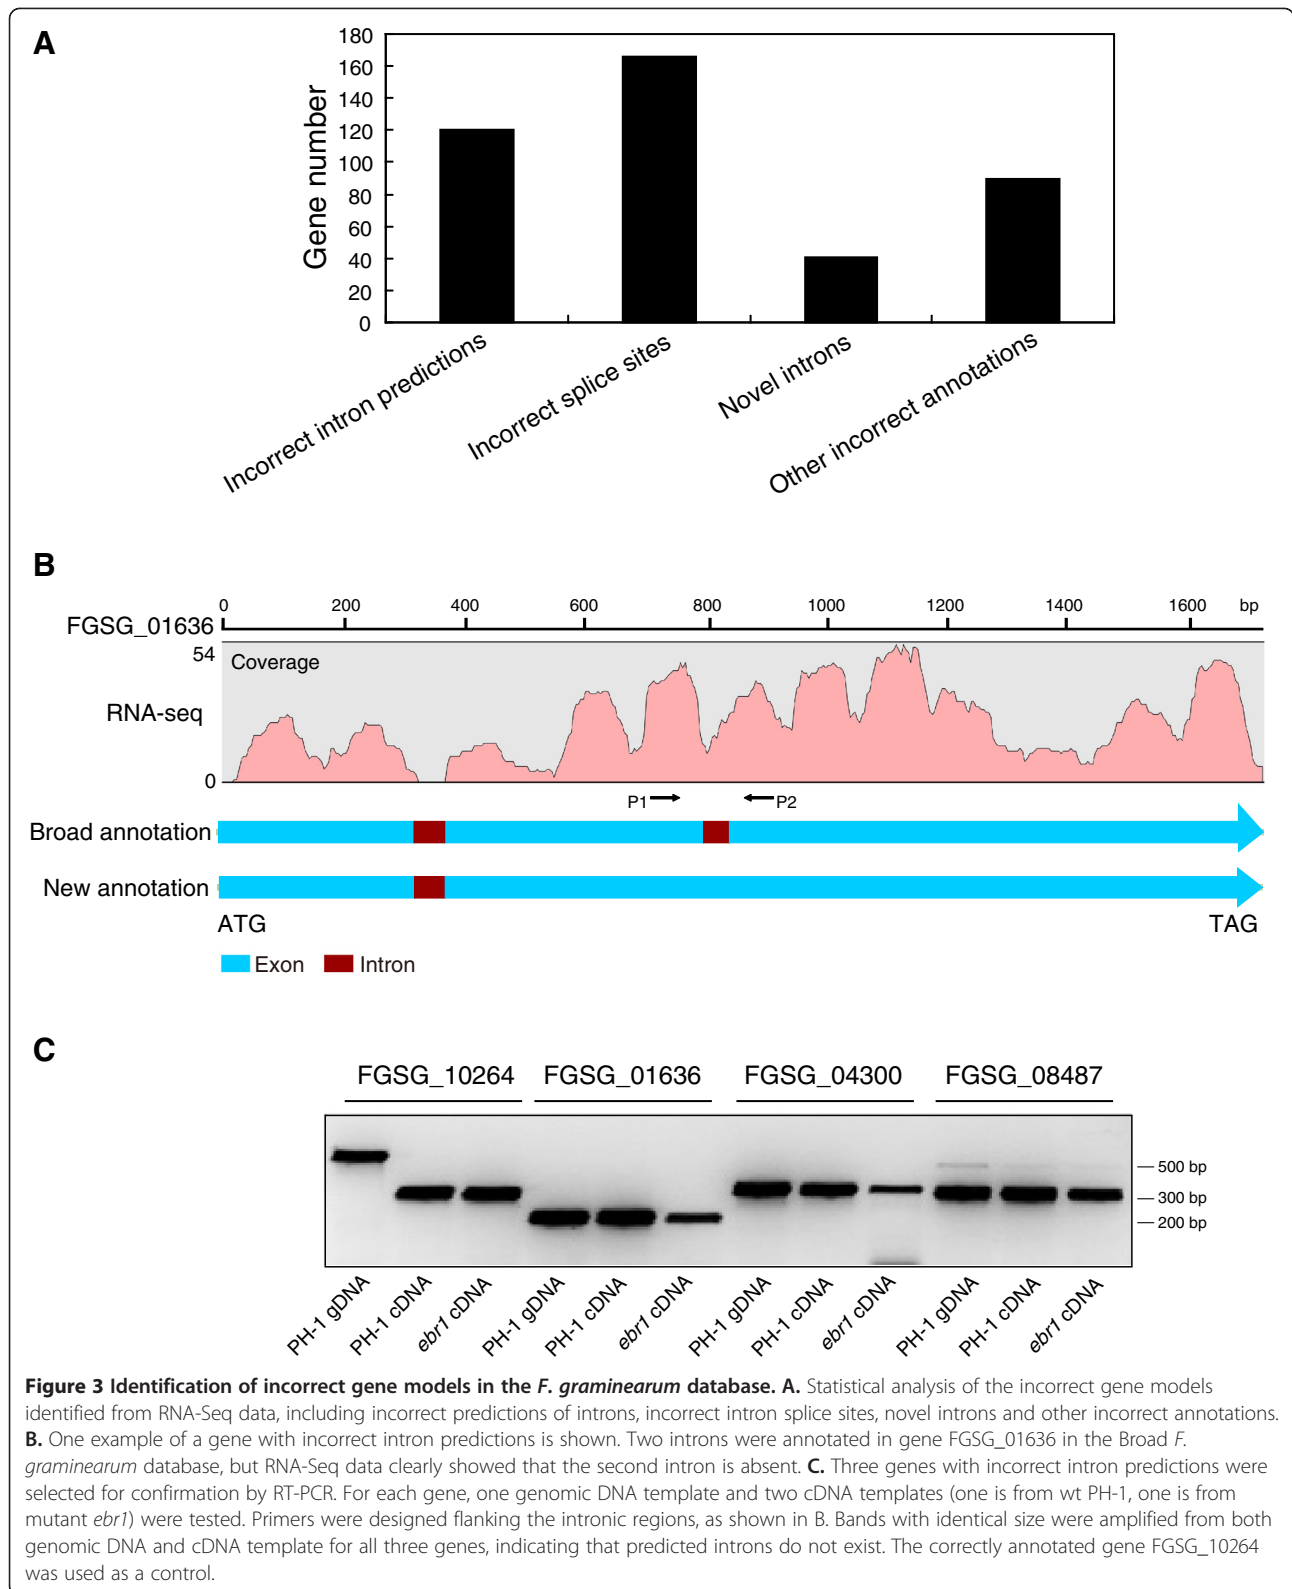 A
Gene number
180
160
140
120
100
80
60
40
20
0
Incorrect intron predictions
Incorrect splice sites
Novel introns
Other incorrect annotations
B
0 200 400 600 800 1000 1200 1400 1600 bp
FGSG_01636
54
Coverage
RNA-seq
0
P1 P2
Broad annotation
New annotation
ATG TAG
Exon Intron
C
FGSG_10264 FGSG_01636 FGSG_04300 FGSG_08487
500 bp
300 bp
200 bp
PH-1 gDNA
PH-1 cDNA
ebr1 cDNA
PH-1 gDNA
PH-1 cDNA
ebr1 cDNA
PH-1 gDNA
PH-1 cDNA
ebr1 cDNA
PH-1 gDNA
PH-1 cDNA
ebr1 cDNA
Figure 3 Identification of incorrect gene models in the F. graminearum database. A. Statistical analysis of the incorrect gene models
identified from RNA-Seq data, including incorrect predictions of introns, incorrect intron splice sites, novel introns and other incorrect annotations.
B. One example of a gene with incorrect intron predictions is shown. Two introns were annotated in gene FGSG_01636 in the Broad F.
graminearum database, but RNA-Seq data clearly showed that the second intron is absent. C. Three genes with incorrect intron predictions were
selected for confirmation by RT-PCR. For each gene, one genomic DNA template and two cDNA templates (one is from wt PH-1, one is from
mutant ebr1) were tested. Primers were designed flanking the intronic regions, as shown in B. Bands with identical size were amplified from both
genomic DNA and cDNA template for all three genes, indicating that predicted introns do not exist. The correctly annotated gene FGSG_10264
was used as a control.